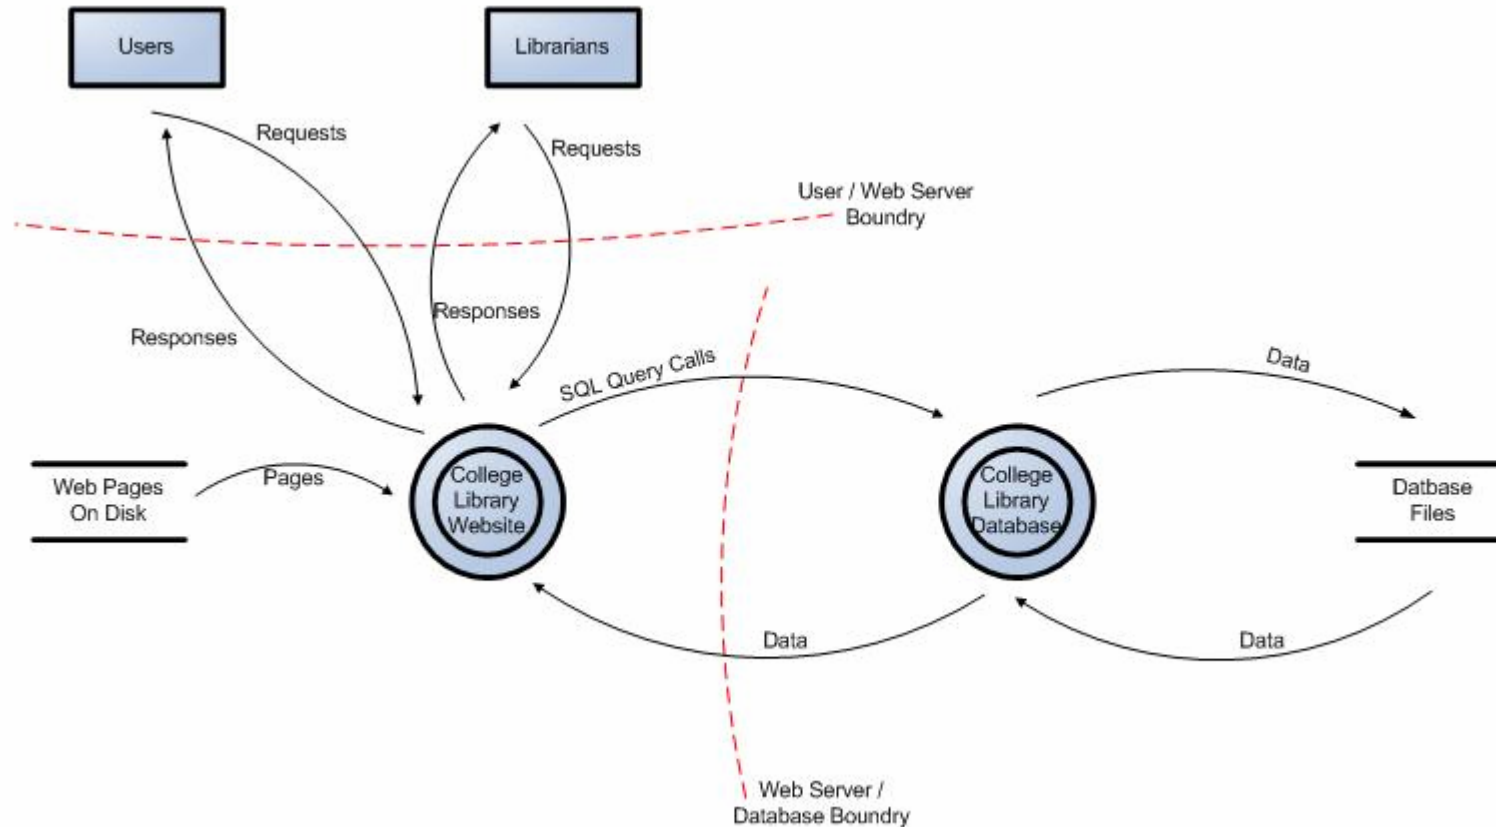 Users
Librarians
Requests
Requests
User / Web Server
Boundry
Responses
Responses
SQL Query Calls
Data
Web Pages
On Disk
Pages
College
Library
Website
College
Library
Database
Datbase
Files
Data
Data
Web Server /
Database Boundry